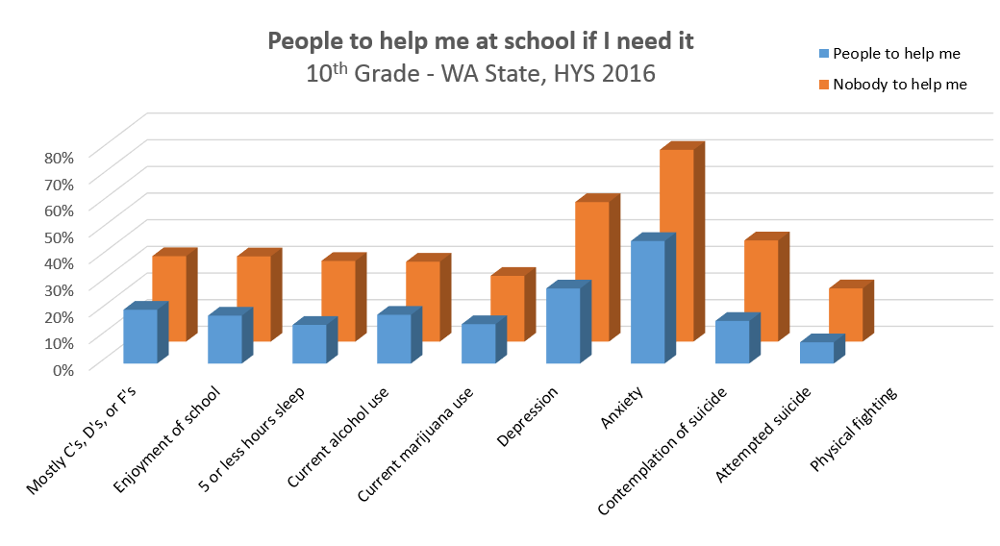 People to help me at school if I need it
10th Grade - WA State, HYS 2016
People to help me
Nobody to help me
80%
70%
60%
50%
40%
30%
20%
10%
0%
Mostly C's, D's, or F's
Enjoyment of school
5 or less hours sleep
Current alcohol use
Current marijuana use
Depression
Anxiety
Contemplation of suicide
Attempted suicide
Physical fighting